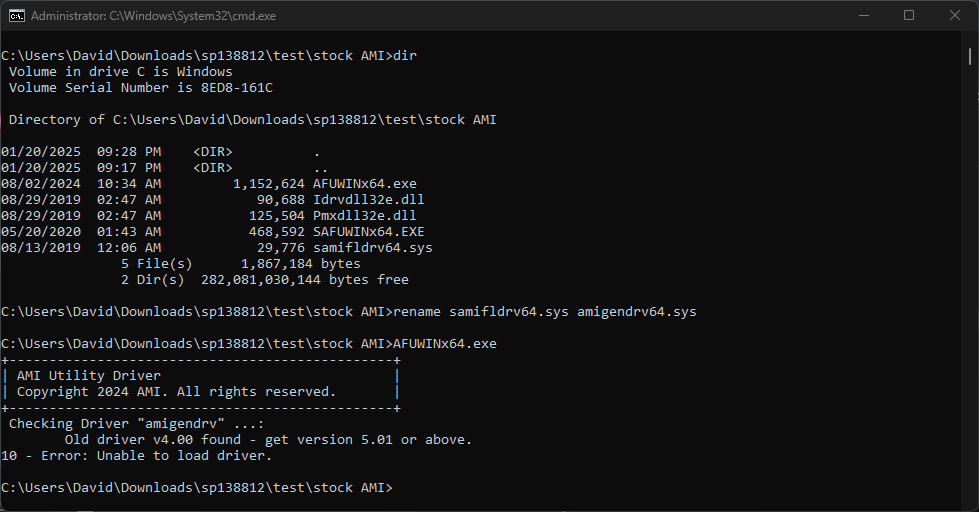 Administrator: C:\Windows\System32\cmd.exe
C:\Users\David\Downloads\sp138812\test\stock AMI>dir
 Volume in drive C is Windows
 Volume Serial Number is 8ED8-161C
 Directory of C:\Users\David\Downloads\sp138812\test\stock AMI
01/20/2025  09:28 PM    <DIR>          .
01/20/2025  09:17 PM    <DIR>          ..
08/02/2024  10:34 AM         1,152,624 AFUWINx64.exe
08/29/2019  02:47 AM            90,688 Idrvdll32e.dll
08/29/2019  02:47 AM           125,504 Pmxdll32e.dll
05/20/2020  01:43 AM           468,592 SAFUWINx64.EXE
08/13/2019  12:06 AM            29,776 samifldrv64.sys
               5 File(s)      1,867,184 bytes
               2 Dir(s)  282,081,030,144 bytes free
C:\Users\David\Downloads\sp138812\test\stock AMI>rename samifldrv64.sys amigendrv64.sys
C:\Users\David\Downloads\sp138812\test\stock AMI>AFUWINx64.exe
+------------------------------------------------+
| AMI Utility Driver                             |
| Copyright 2024 AMI. All rights reserved.       |
+------------------------------------------------+
 Checking Driver "amigendrv" ...:
        Old driver v4.00 found - get version 5.01 or above.
10 - Error: Unable to load driver.
C:\Users\David\Downloads\sp138812\test\stock AMI>